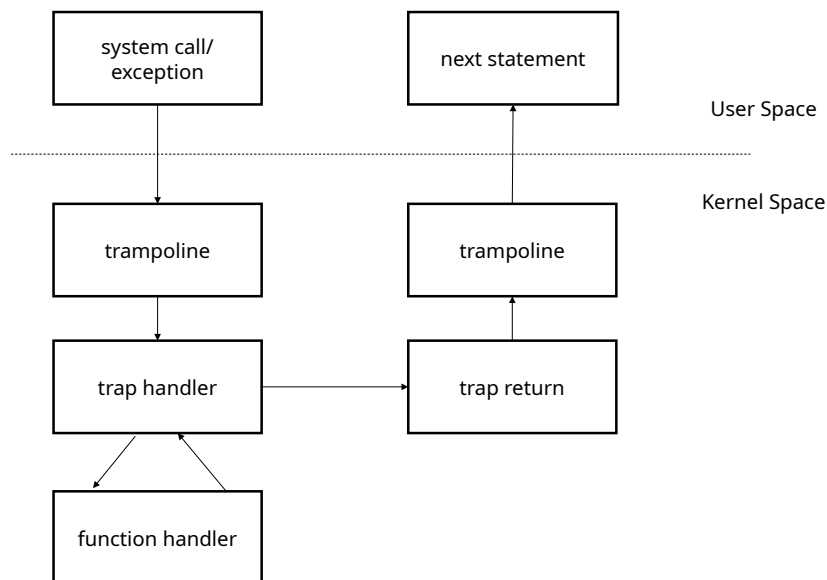 system call/
exception
next statement
User Space
Kernel Space
trampoline
trampoline
trap handler
trap return
function handler